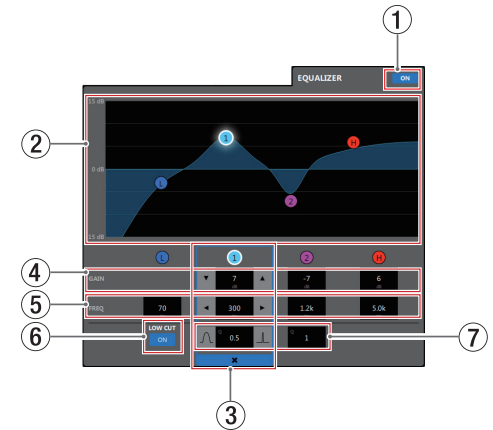 1
EQUALIZER
ON
15 dB
2
1
H
0 dB
L
2
15 dB
L
1
2
H
4
GAIN
▼
7
dB
▲
-7
dB
6
dB
5
FREQ
70
◄
300
►
1.2k
5.0k
6
LOW CUT
ON
Q
0.5
Q
1
7
✖
3